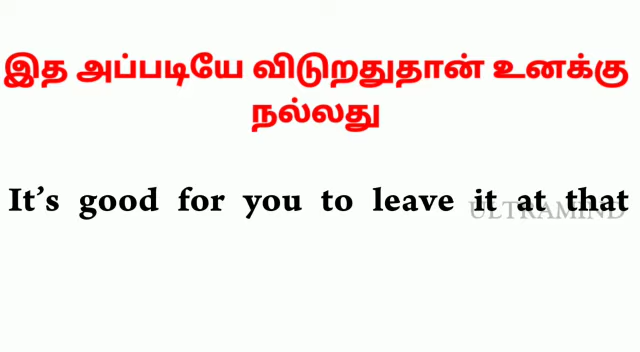 இத அப்படியே விடுறதுதான் உனக்கு
நல்லது
It's good for you to leave it at that
ULTRAMIND